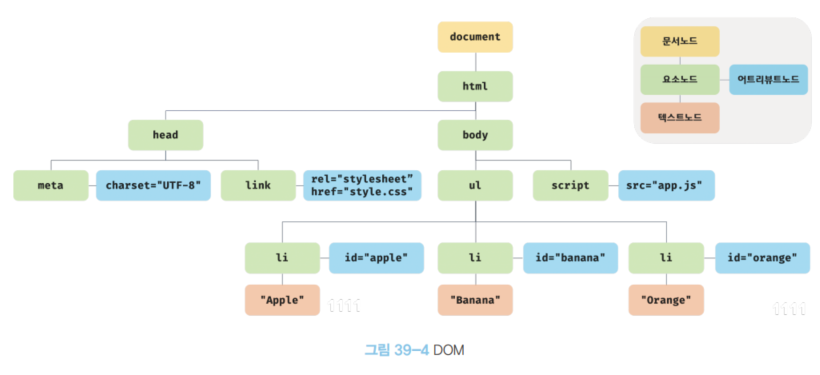 document
문서노드
html
요소노드
어트리뷰트노드
텍스트노드
head
body
meta
charset="UTF-8"
link
rel="stylesheet”
href="style.css"
ul
script
src="app.js"
li
id="apple"
li
id="banana"
li
id="orange"
"Apple"
"Banana"
"Orange"
그림 39-4 DOM